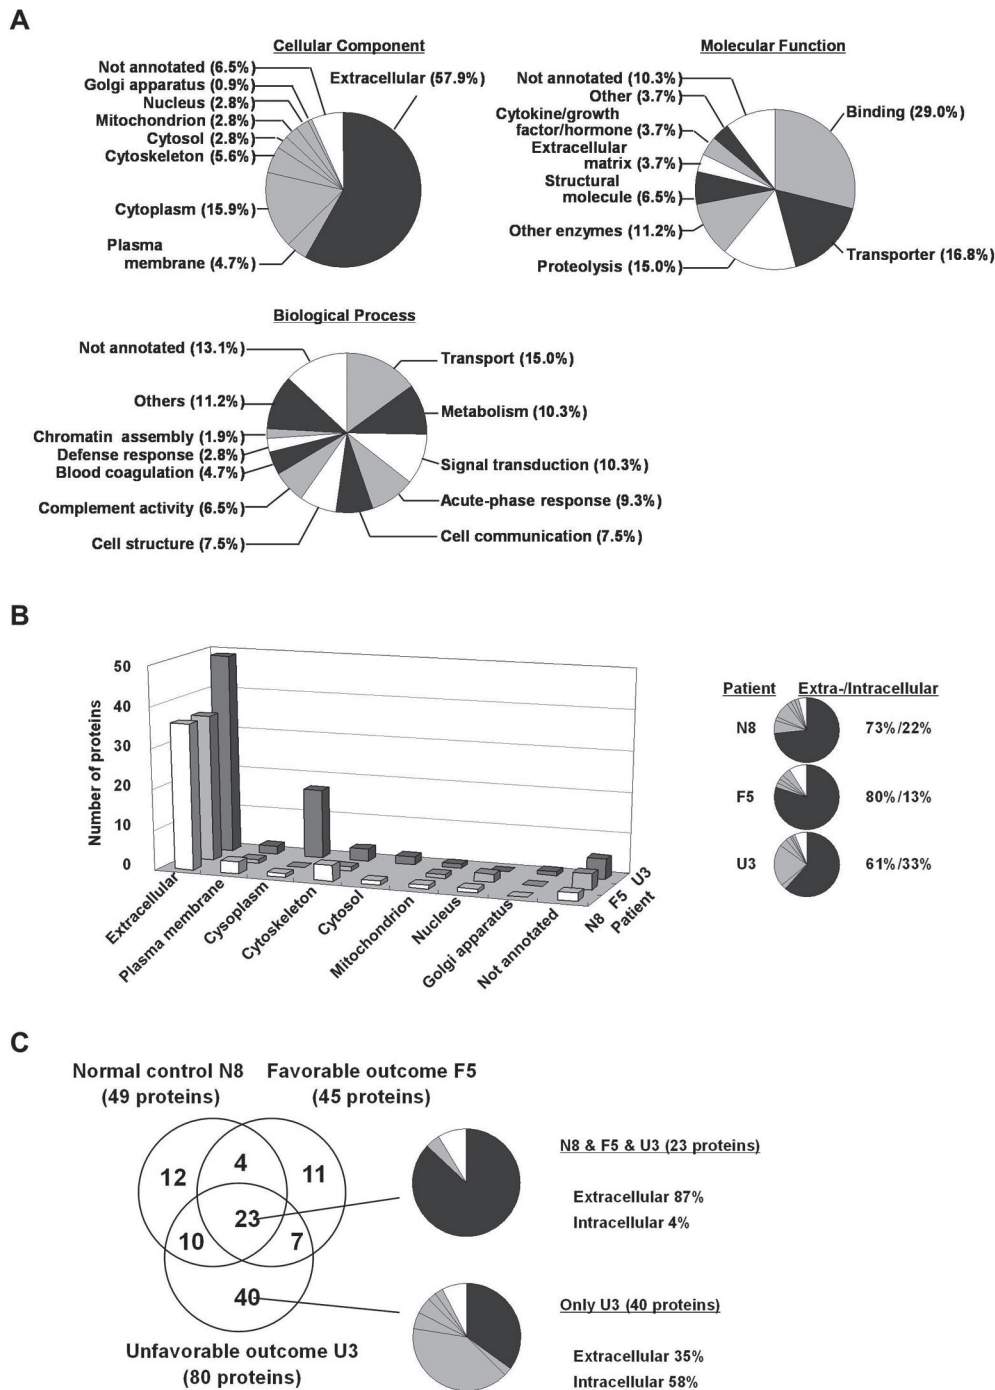 A
Cellular Component
Not annotated (6.5%)
Golgi apparatus (0.9%)
Nucleus (2.8%)
Mitochondrion (2.8%)
Cytosol (2.8%)
Cytoskeleton (5.6%)
Cytoplasm (15.9%)
Plasma
membrane (4.7%)
Extracellular (57.9%)
Molecular Function
Not annotated (10.3%)
Other (3.7%)
Cytokine/growth
factor/hormone (3.7%)
Extracellular
matrix (3.7%)
Structural
molecule (6.5%)
Other enzymes (11.2%)
Proteolysis (15.0%)
Binding (29.0%)
Transporter (16.8%)
Biological Process
Not annotated (13.1%)
Others (11.2%)
Chromatin assembly (1.9%)
Defense response (2.8%)
Blood coagulation (4.7%)
Complement activity (6.5%)
Cell structure (7.5%)
Transport (15.0%)
Metabolism (10.3%)
Signal transduction (10.3%)
Acute-phase response (9.3%)
Cell communication (7.5%)
B
Number of proteins
50
40
30
20
10
0
Extracellular
Plasma membrane
Cysoplasm
Cytoskeleton
Cytosol
Mitochondrion
Nucleus
Golgi apparatus
Not annotated
N8 F5 U3
Patient
Patient Extra-/Intracellular
N8 73%/22%
F5 80%/13%
U3 61%/33%
C
Normal control N8
(49 proteins)
Favorable outcome F5
(45 proteins)
12
4
11
23
10
7
40
Unfavorable outcome U3
(80 proteins)
N8 & F5 & U3 (23 proteins)
Extracellular 87%
Intracellular 4%
Only U3 (40 proteins)
Extracellular 35%
Intracellular 58%